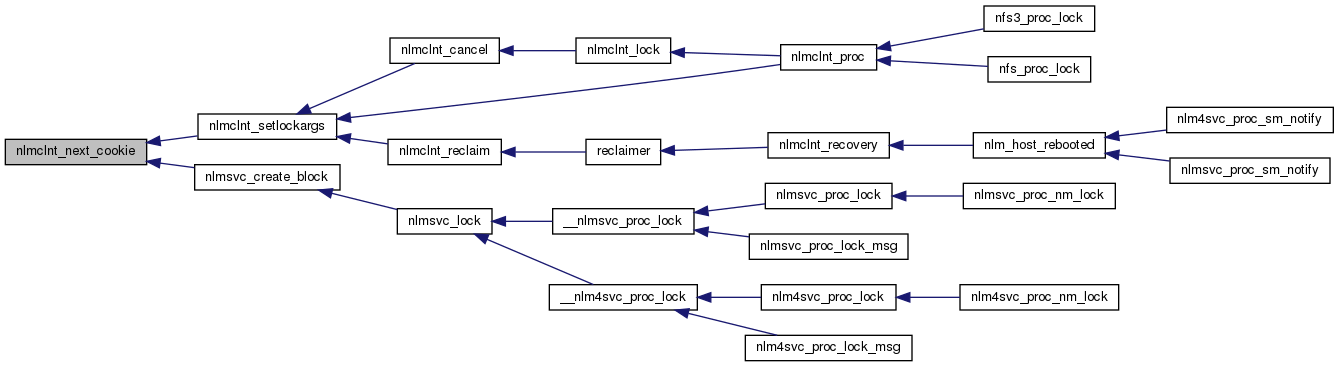 nfs3_proc_lock
nlmclnt_cancel
nlmclnt_lock
nlmclnt_proc
nfs_proc_lock
nlmclnt_setlockargs
nlm4svc_proc_sm_notify
nlmclnt_next_cookie
nlmclnt_reclaim
reclaimer
nlmclnt_recovery
nlm_host_rebooted
nlmsvc_proc_sm_notify
nlmsvc_create_block
nlmsvc_proc_lock
nlmsvc_proc_nm_lock
nlmsvc_lock
__nlmsvc_proc_lock
nlmsvc_proc_lock_msg
__nlm4svc_proc_lock
nlm4svc_proc_lock
nlm4svc_proc_nm_lock
nlm4svc_proc_lock_msg